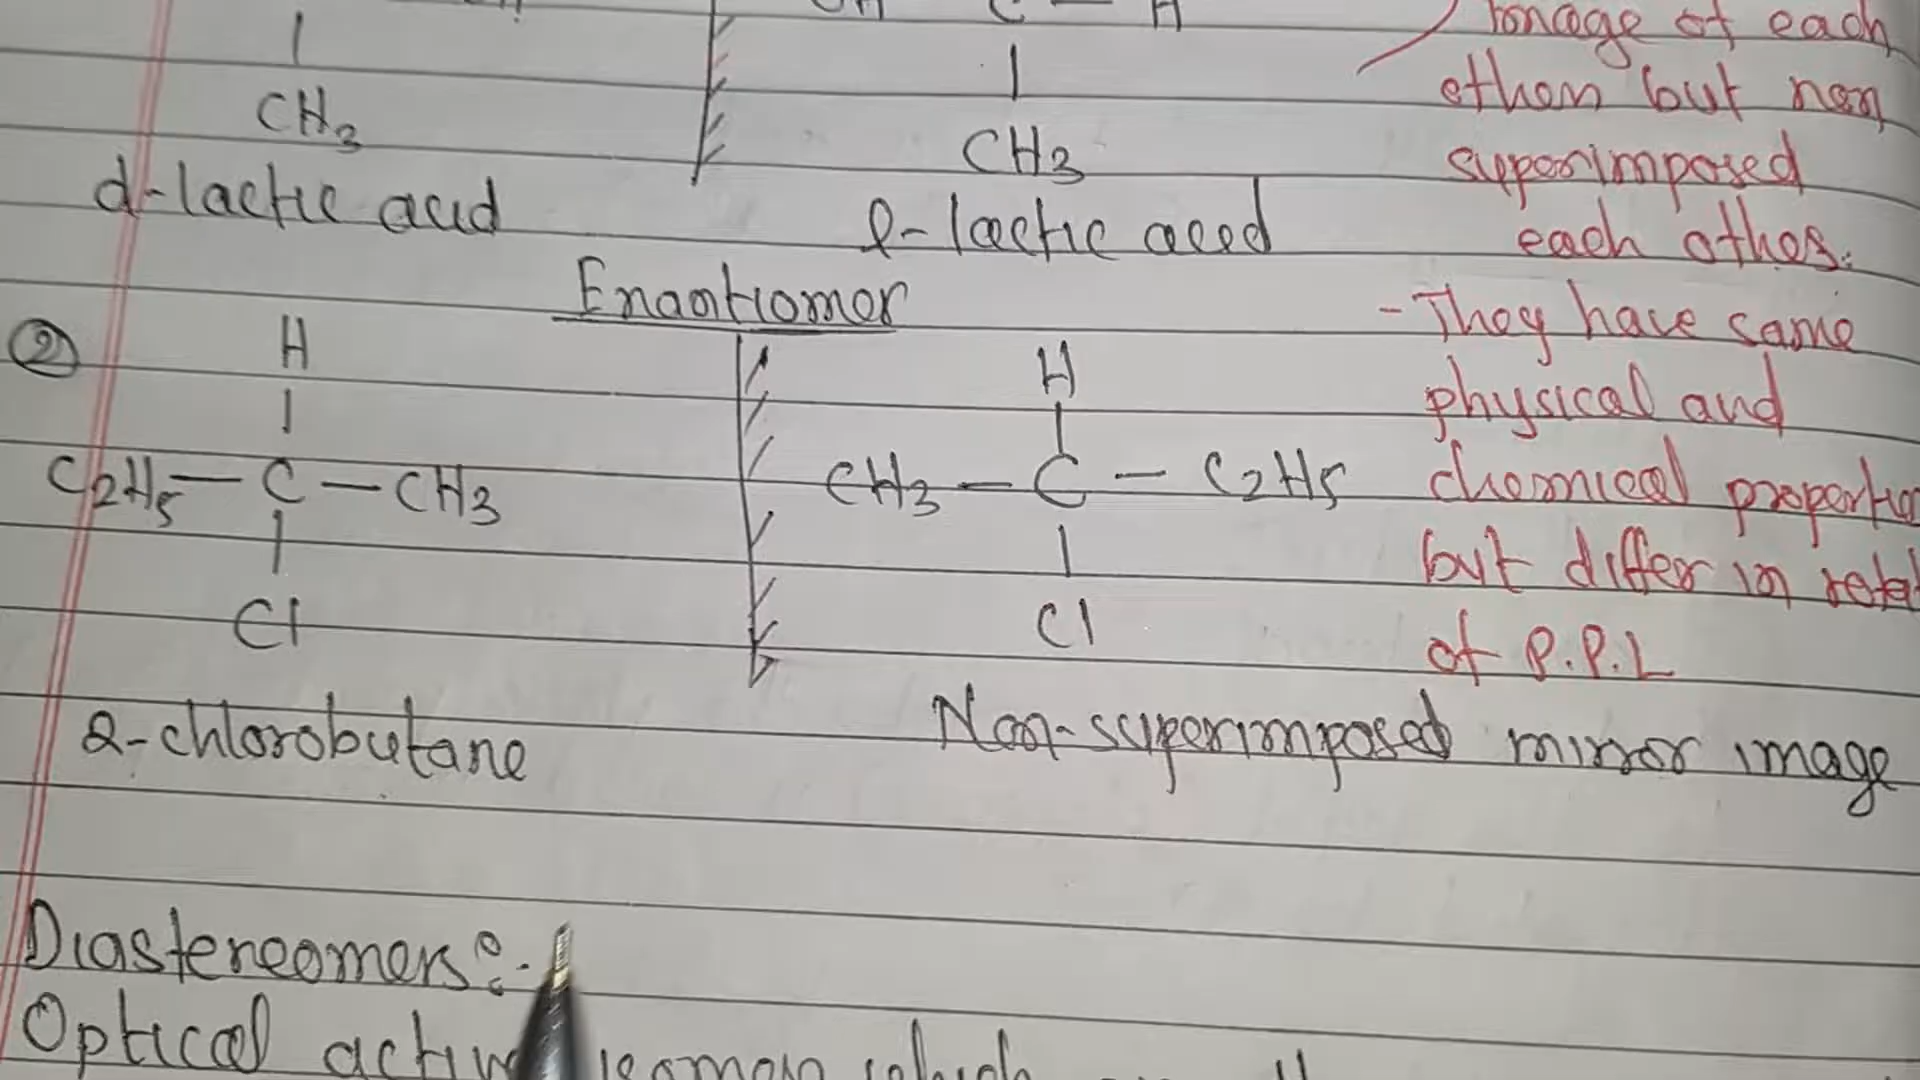 C — H
CH3
CH3
d-lactic acid
l-lactic acid
Enantiomer
image of each
other but non
superimposed
each other.
- They have same
physical and
chemical
but differ in
of P.P.L
②
H
C2H5 — C — CH3
Cl
2-chlorobutane
H
CH3 — C — C2H5
Cl
Non-superimposed mirror image
Diastereomers:-
Optical which